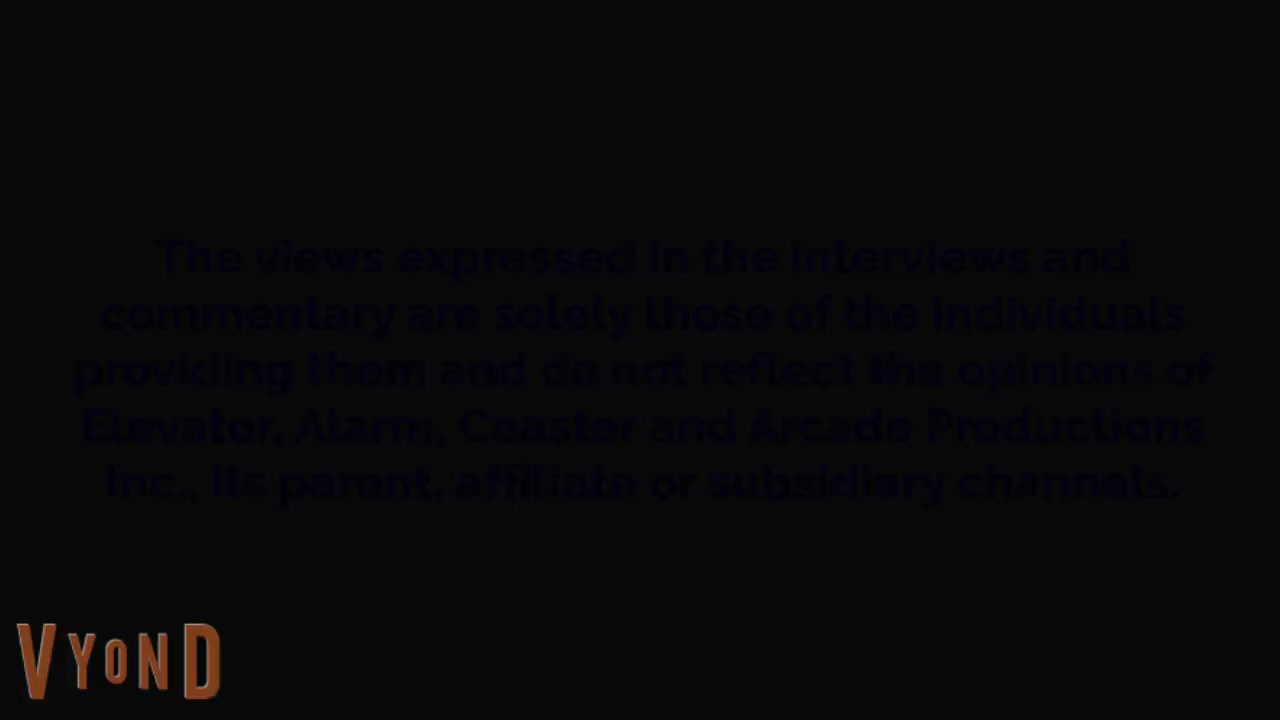 The views expressed in the interviews and
commentary are solely those of the individuals
providing them and do not reflect the opinions of
Elevator, Alarm, Coaster and Arcade Productions
Inc., its parent, affiliate or subsidiary channels.
VYOND